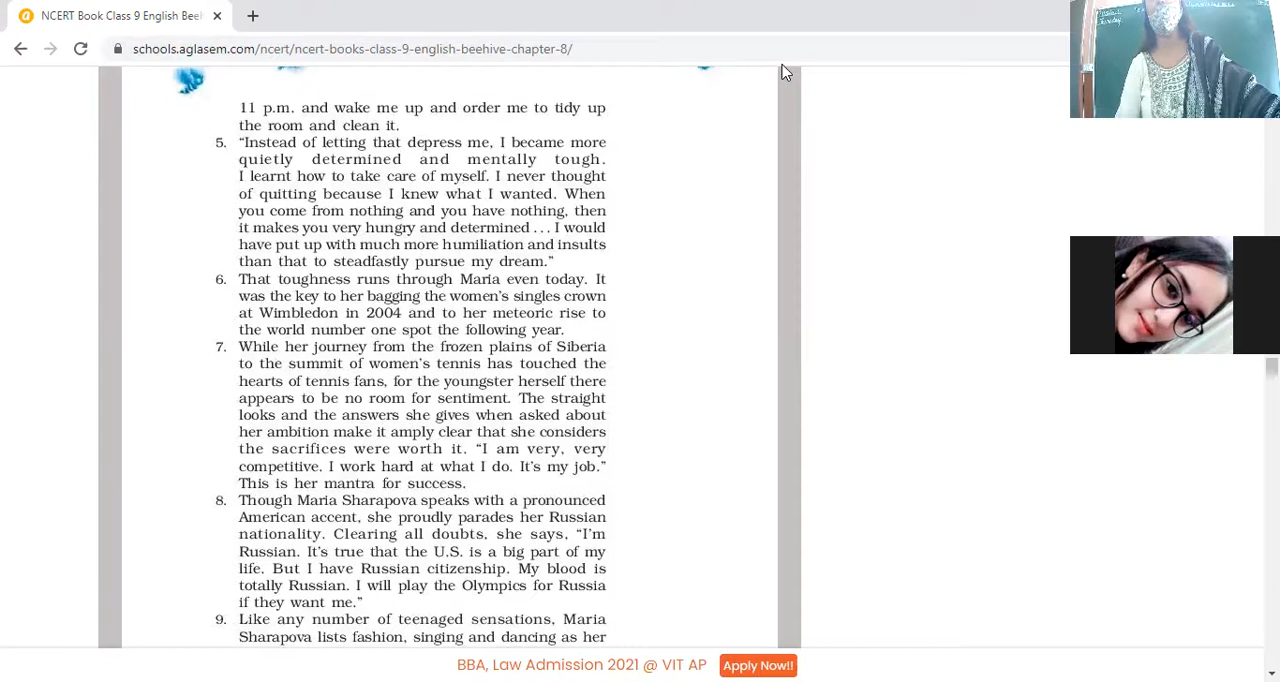 NCERT Book Class 9 English Bee
schools.aglasem.com/ncert/ncert-books-class-9-english-beehive-chapter-8/
11 p.m. and wake me up and order me to tidy up
the room and clean it.
5. “Instead of letting that depress me, I became more
quietly determined and mentally tough.
I learnt how to take care of myself. I never thought
of quitting because I knew what I wanted. When
you come from nothing and you have nothing, then
it makes you very hungry and determined . . . I would
have put up with much more humiliation and insults
than that to steadfastly pursue my dream.”
6. That toughness runs through Maria even today. It
was the key to her bagging the women’s singles crown
at Wimbledon in 2004 and to her meteoric rise to
the world number one spot the following year.
7. While her journey from the frozen plains of Siberia
to the summit of women’s tennis has touched the
hearts of tennis fans, for the youngster herself there
appears to be no room for sentiment. The straight
looks and the answers she gives when asked about
her ambition make it amply clear that she considers
the sacrifices were worth it. “I am very, very
competitive. I work hard at what I do. It’s my job.”
This is her mantra for success.
8. Though Maria Sharapova speaks with a pronounced
American accent, she proudly parades her Russian
nationality. Clearing all doubts, she says, “I’m
Russian. It’s true that the U.S. is a big part of my
life. But I have Russian citizenship. My blood is
totally Russian. I will play the Olympics for Russia
if they want me.”
9. Like any number of teenaged sensations, Maria
Sharapova lists fashion, singing and dancing as her
BBA, Law Admission 2021 @ VIT AP
Apply Now!!